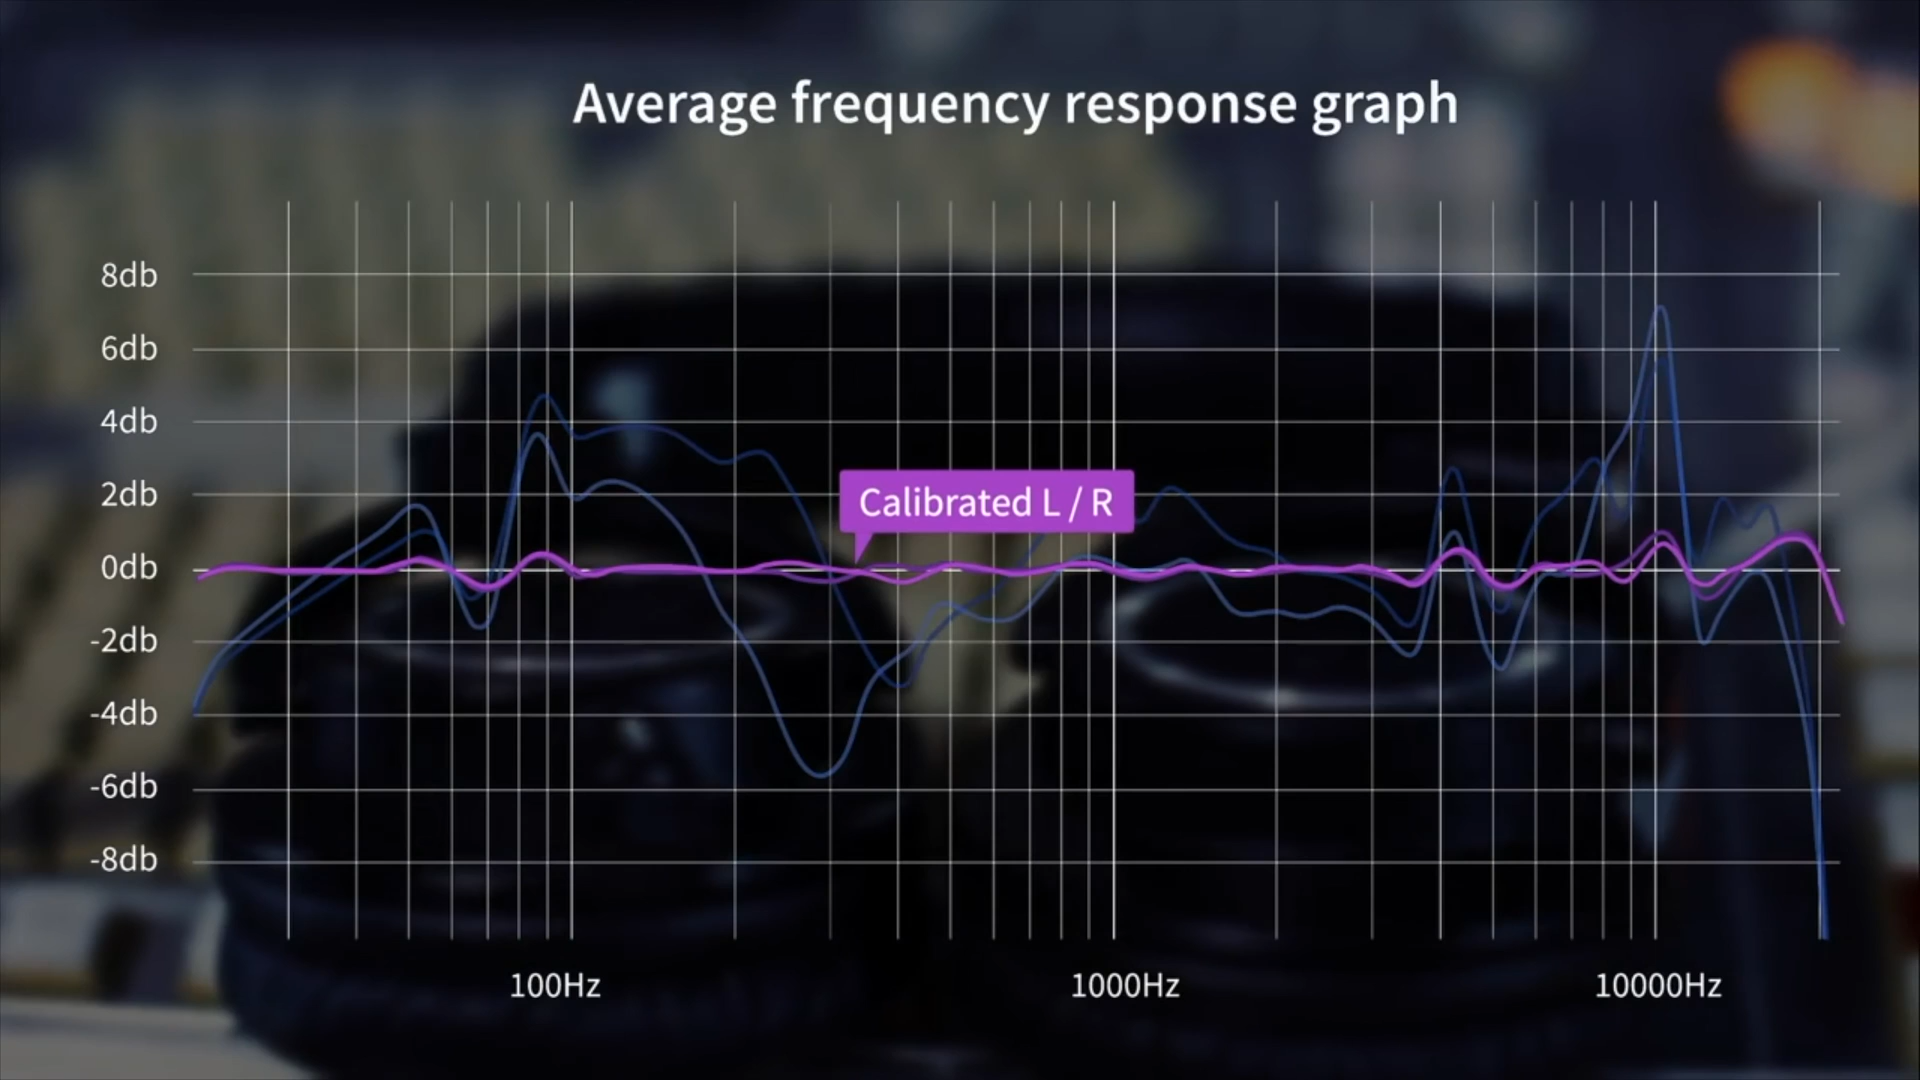 Average frequency response graph
8db
6db
4db
2db
Calibrated L / R
0db
-2db
-4db
-6db
-8db
100Hz
1000Hz
10000Hz